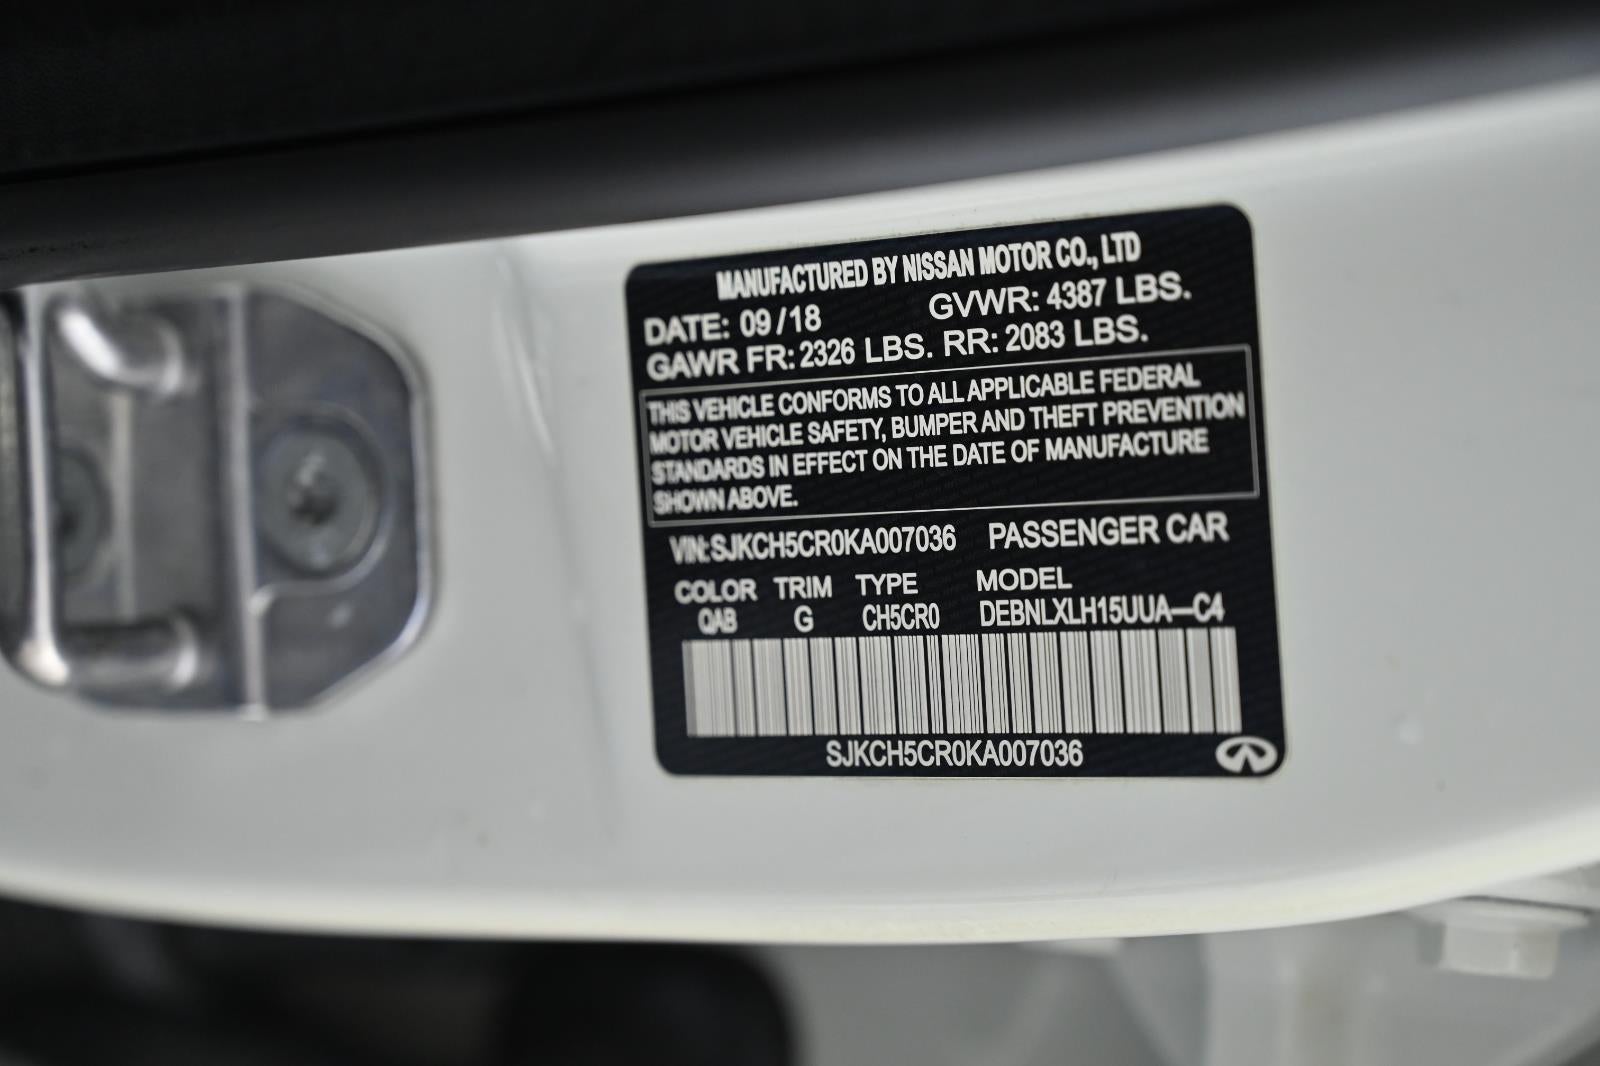 MANUFACTURED BY NISSAN MOTOR CO., LTD
DATE: 09/18 GVWR: 4387 LBS.
GAWR FR: 2326 LBS. RR: 2083 LBS.
THIS VEHICLE CONFORMS TO ALL APPLICABLE FEDERAL
MOTOR VEHICLE SAFETY, BUMPER AND THEFT PREVENTION
STANDARDS IN EFFECT ON THE DATE OF MANUFACTURE
SHOWN ABOVE.
VIN: SJKCH5CR0KA007036 PASSENGER CAR
COLOR TRIM TYPE MODEL
QAB G CH5CR0 DEBNLXLH15UUA—C4
SJKCH5CR0KA007036